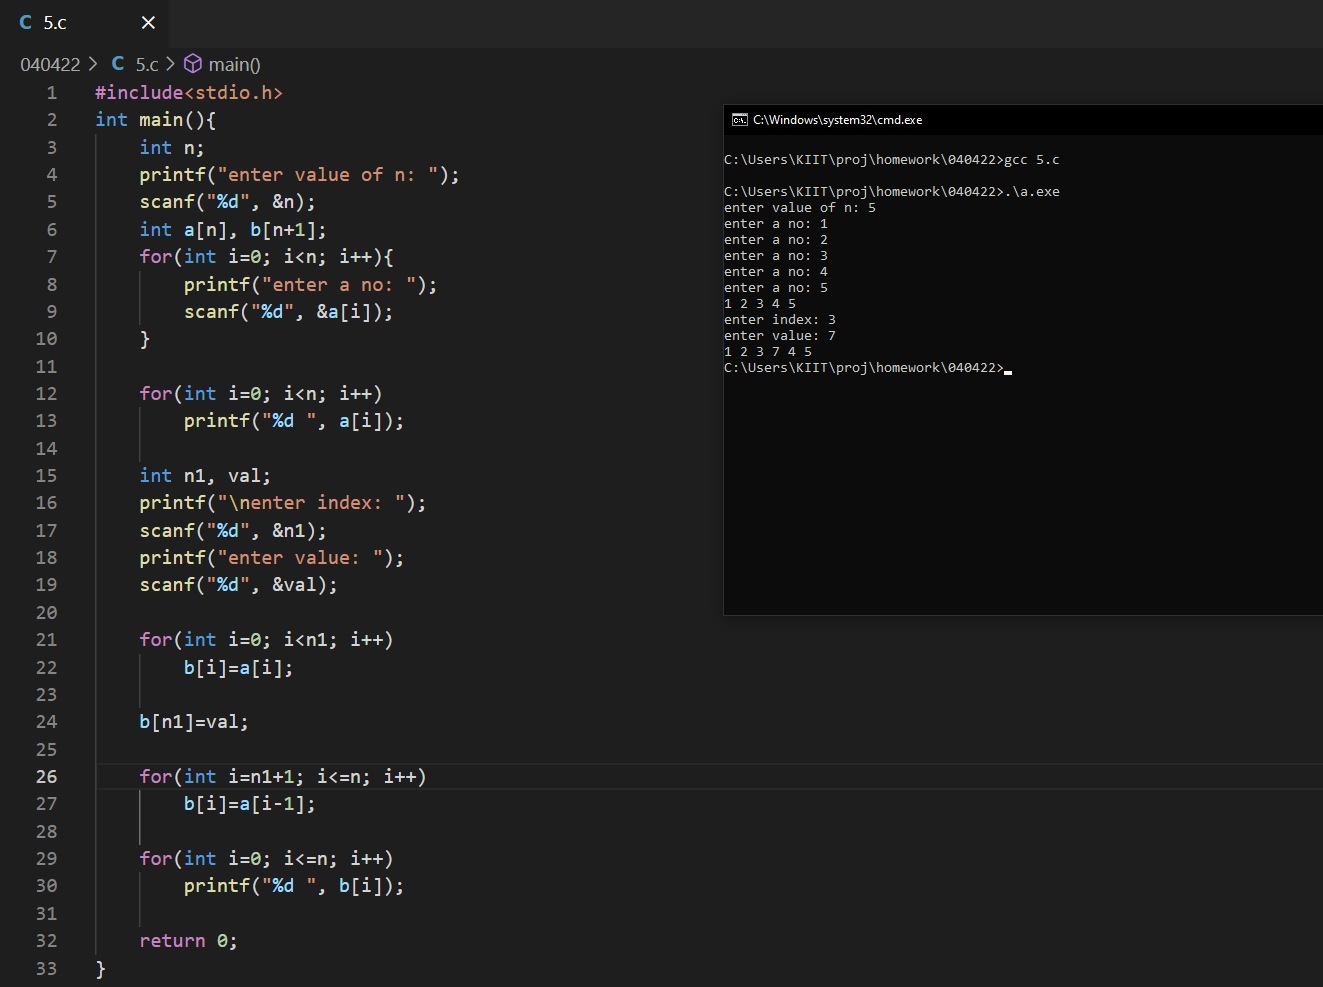 C 5.c ×
040422 > C 5.c > main()
1 #include<stdio.h>
2 int main(){
3     int n;
4     printf("enter value of n: ");
5     scanf("%d", &n);
6     int a[n], b[n+1];
7     for(int i=0; i<n; i++){
8         printf("enter a no: ");
9         scanf("%d", &a[i]);
10     }
11
12     for(int i=0; i<n; i++)
13         printf("%d ", a[i]);
14
15     int n1, val;
16     printf("\nenter index: ");
17     scanf("%d", &n1);
18     printf("enter value: ");
19     scanf("%d", &val);
20
21     for(int i=0; i<n1; i++)
22         b[i]=a[i];
23
24     b[n1]=val;
25
26     for(int i=n1+1; i<=n; i++)
27         b[i]=a[i-1];
28
29     for(int i=0; i<=n; i++)
30         printf("%d ", b[i]);
31
32     return 0;
33 }
C:\Windows\system32\cmd.exe
C:\Users\KIIT\proj\homework\040422>gcc 5.c
C:\Users\KIIT\proj\homework\040422>.\a.exe
enter value of n: 5
enter a no: 1
enter a no: 2
enter a no: 3
enter a no: 4
enter a no: 5
1 2 3 4 5
enter index: 3
enter value: 7
1 2 3 7 4 5
C:\Users\KIIT\proj\homework\040422>